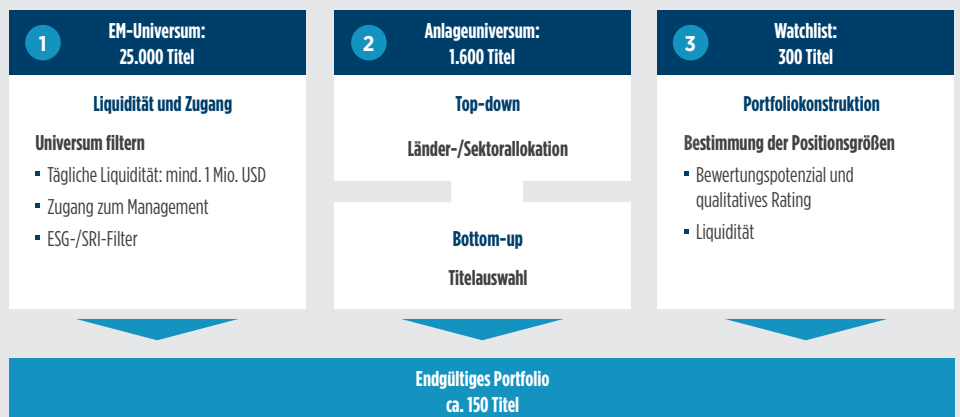 1
EM-Universum:
25.000 Titel
Liquidität und Zugang
Universum filtern
▪ Tägliche Liquidität: mind. 1 Mio. USD
▪ Zugang zum Management
▪ ESG-/SRI-Filter
2
Anlageuniversum:
1.600 Titel
Top-down
Länder-/Sektorallokation
Bottom-up
Titelauswahl
3
Watchlist:
300 Titel
Portfoliokonstruktion
Bestimmung der Positionsgrößen
▪ Bewertungspotenzial und
qualitatives Rating
▪ Liquidität
Endgültiges Portfolio
ca. 150 Titel